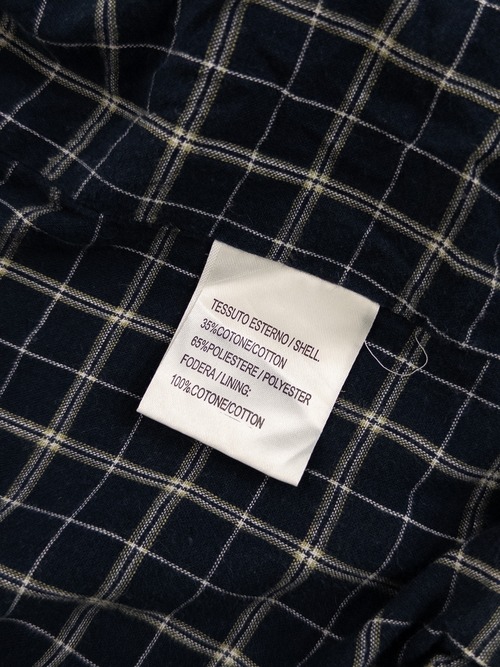 TESSUTO ESTERNO / SHELL
35%COTONE/COTTON
65%POLIESTERE / POLYESTER
FODERA / LINING:
100%COTONE/COTTON